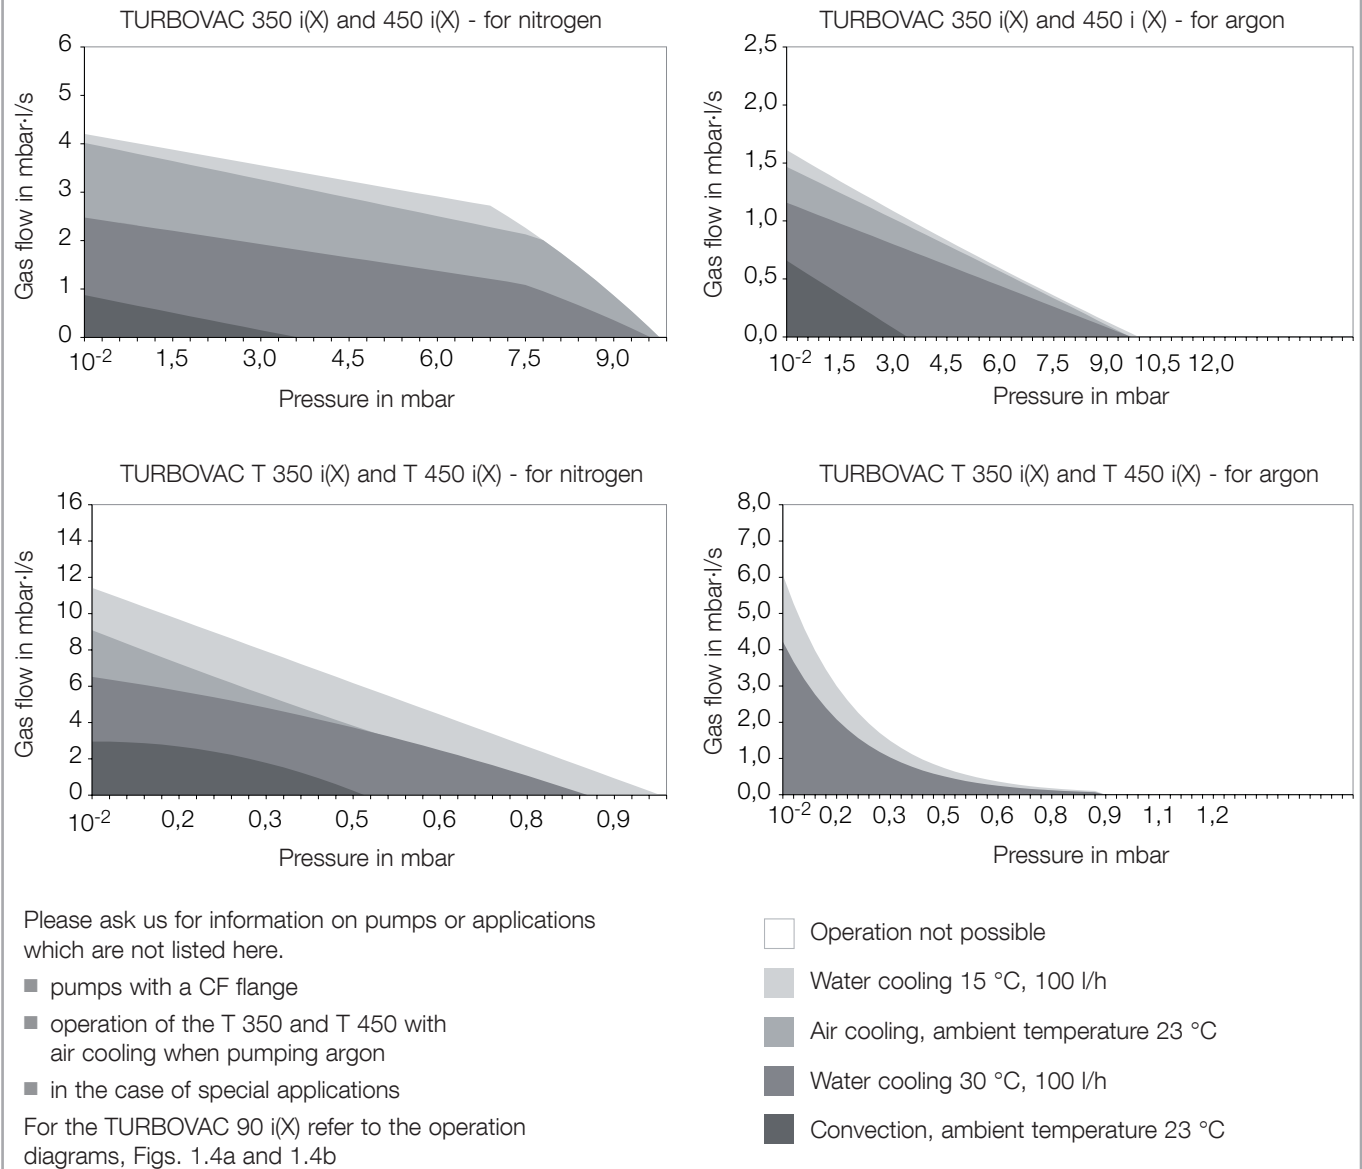 TURBOVAC 350 i(X) and 450 i(X) - for nitrogen
Gas flow in mbar·l/s
6
5
4
3
2
1
0
10-2 1,5 3,0 4,5 6,0 7,5 9,0
Pressure in mbar
TURBOVAC 350 i(X) and 450 i (X) - for argon
Gas flow in mbar·l/s
2,5
2,0
1,5
1,0
0,5
0,0
10-2 1,5 3,0 4,5 6,0 7,5 9,0 10,5 12,0
Pressure in mbar
TURBOVAC T 350 i(X) and T 450 i(X) - for nitrogen
Gas flow in mbar·l/s
16
14
12
10
8
6
4
2
0
10-2 0,2 0,3 0,5 0,6 0,8 0,9
Pressure in mbar
TURBOVAC T 350 i(X) and T 450 i(X) - for argon
Gas flow in mbar·l/s
8,0
7,0
6,0
5,0
4,0
3,0
2,0
1,0
0,0
10-2 0,2 0,3 0,5 0,6 0,8 0,9 1,1 1,2
Pressure in mbar
Please ask us for information on pumps or applications
which are not listed here.
■ pumps with a CF flange
■ operation of the T 350 and T 450 with
air cooling when pumping argon
■ in the case of special applications
For the TURBOVAC 90 i(X) refer to the operation
diagrams, Figs. 1.4a and 1.4b
Operation not possible
Water cooling 15 °C, 100 l/h
Air cooling, ambient temperature 23 °C
Water cooling 30 °C, 100 l/h
Convection, ambient temperature 23 °C